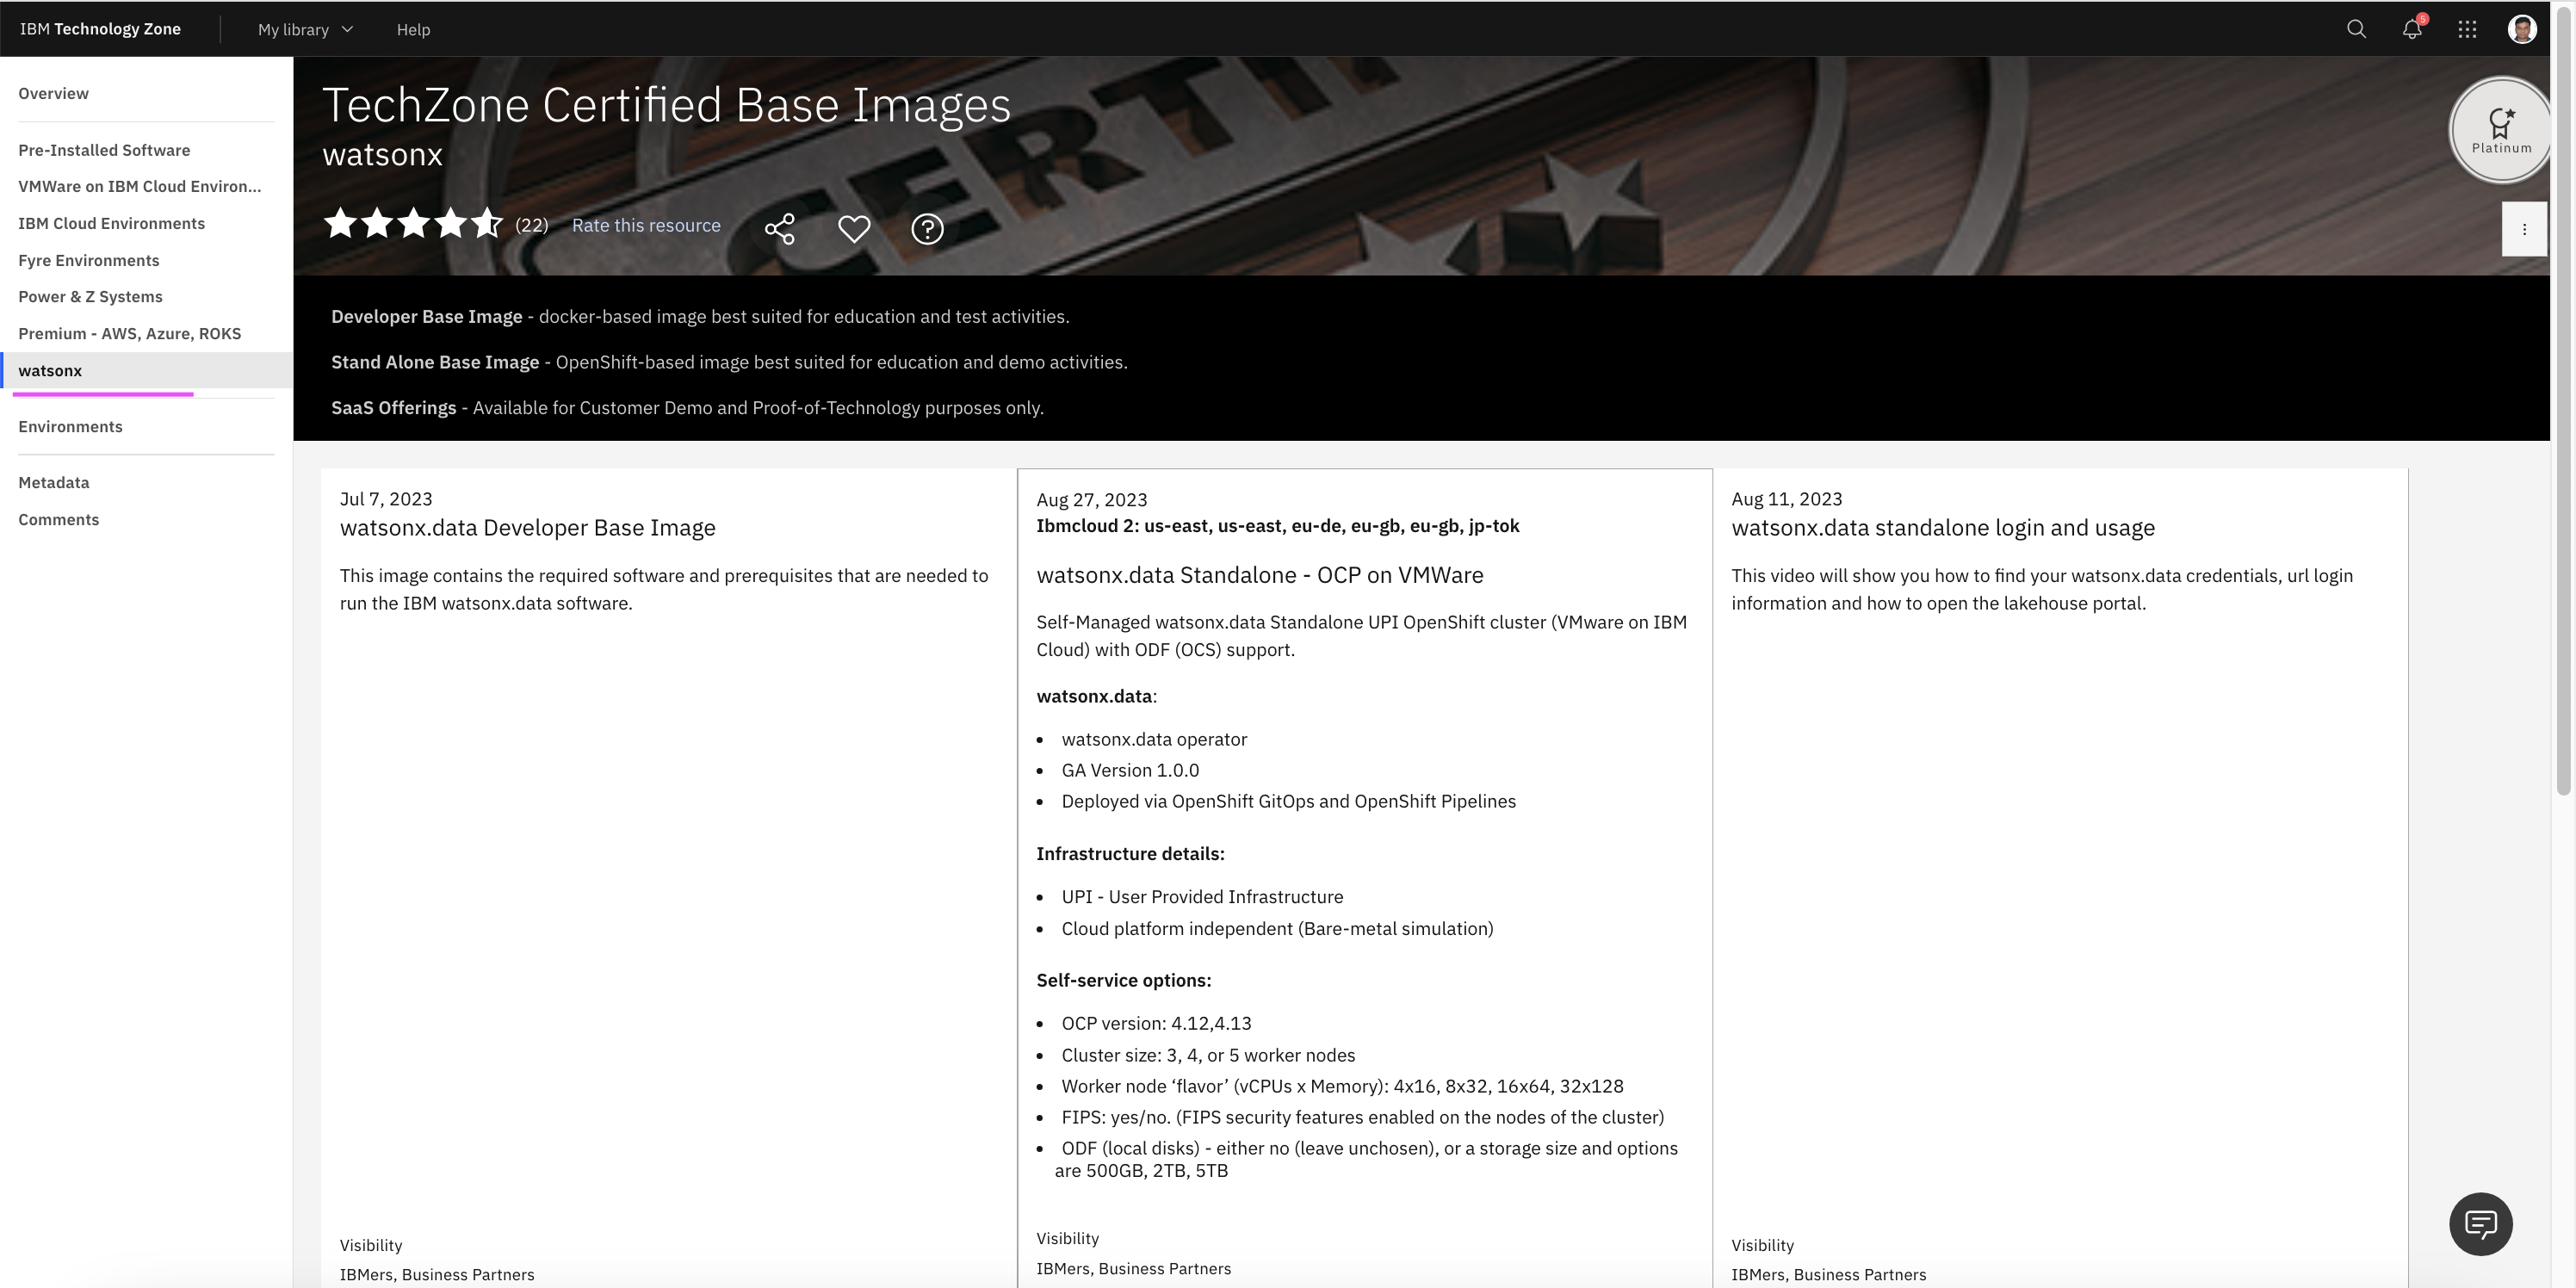 IBM Technology Zone
My library
Help
5
Overview
Pre-Installed Software
VMWare on IBM Cloud Environ...
IBM Cloud Environments
Fyre Environments
Power & Z Systems
Premium - AWS, Azure, ROKS
watsonx
Environments
Metadata
Comments
TechZone Certified Base Images
watsonx
(22)
Rate this resource
CERTI
Platinum
Developer Base Image - docker-based image best suited for education and test activities.
Stand Alone Base Image - OpenShift-based image best suited for education and demo activities.
SaaS Offerings - Available for Customer Demo and Proof-of-Technology purposes only.
Jul 7, 2023
watsonx.data Developer Base Image
This image contains the required software and prerequisites that are needed to
run the IBM watsonx.data software.
Visibility
IBMers, Business Partners
Aug 27, 2023
Ibmcloud 2: us-east, us-east, eu-de, eu-gb, eu-gb, jp-tok
watsonx.data Standalone - OCP on VMWare
Self-Managed watsonx.data Standalone UPI OpenShift cluster (VMware on IBM
Cloud) with ODF (OCS) support.
watsonx.data:
• watsonx.data operator
• GA Version 1.0.0
• Deployed via OpenShift GitOps and OpenShift Pipelines
Infrastructure details:
• UPI - User Provided Infrastructure
• Cloud platform independent (Bare-metal simulation)
Self-service options:
• OCP version: 4.12,4.13
• Cluster size: 3, 4, or 5 worker nodes
• Worker node ‘flavor’ (vCPUs x Memory): 4x16, 8x32, 16x64, 32x128
• FIPS: yes/no. (FIPS security features enabled on the nodes of the cluster)
• ODF (local disks) - either no (leave unchosen), or a storage size and options
are 500GB, 2TB, 5TB
Visibility
IBMers, Business Partners
Aug 11, 2023
watsonx.data standalone login and usage
This video will show you how to find your watsonx.data credentials, url login
information and how to open the lakehouse portal.
Visibility
IBMers, Business Partners